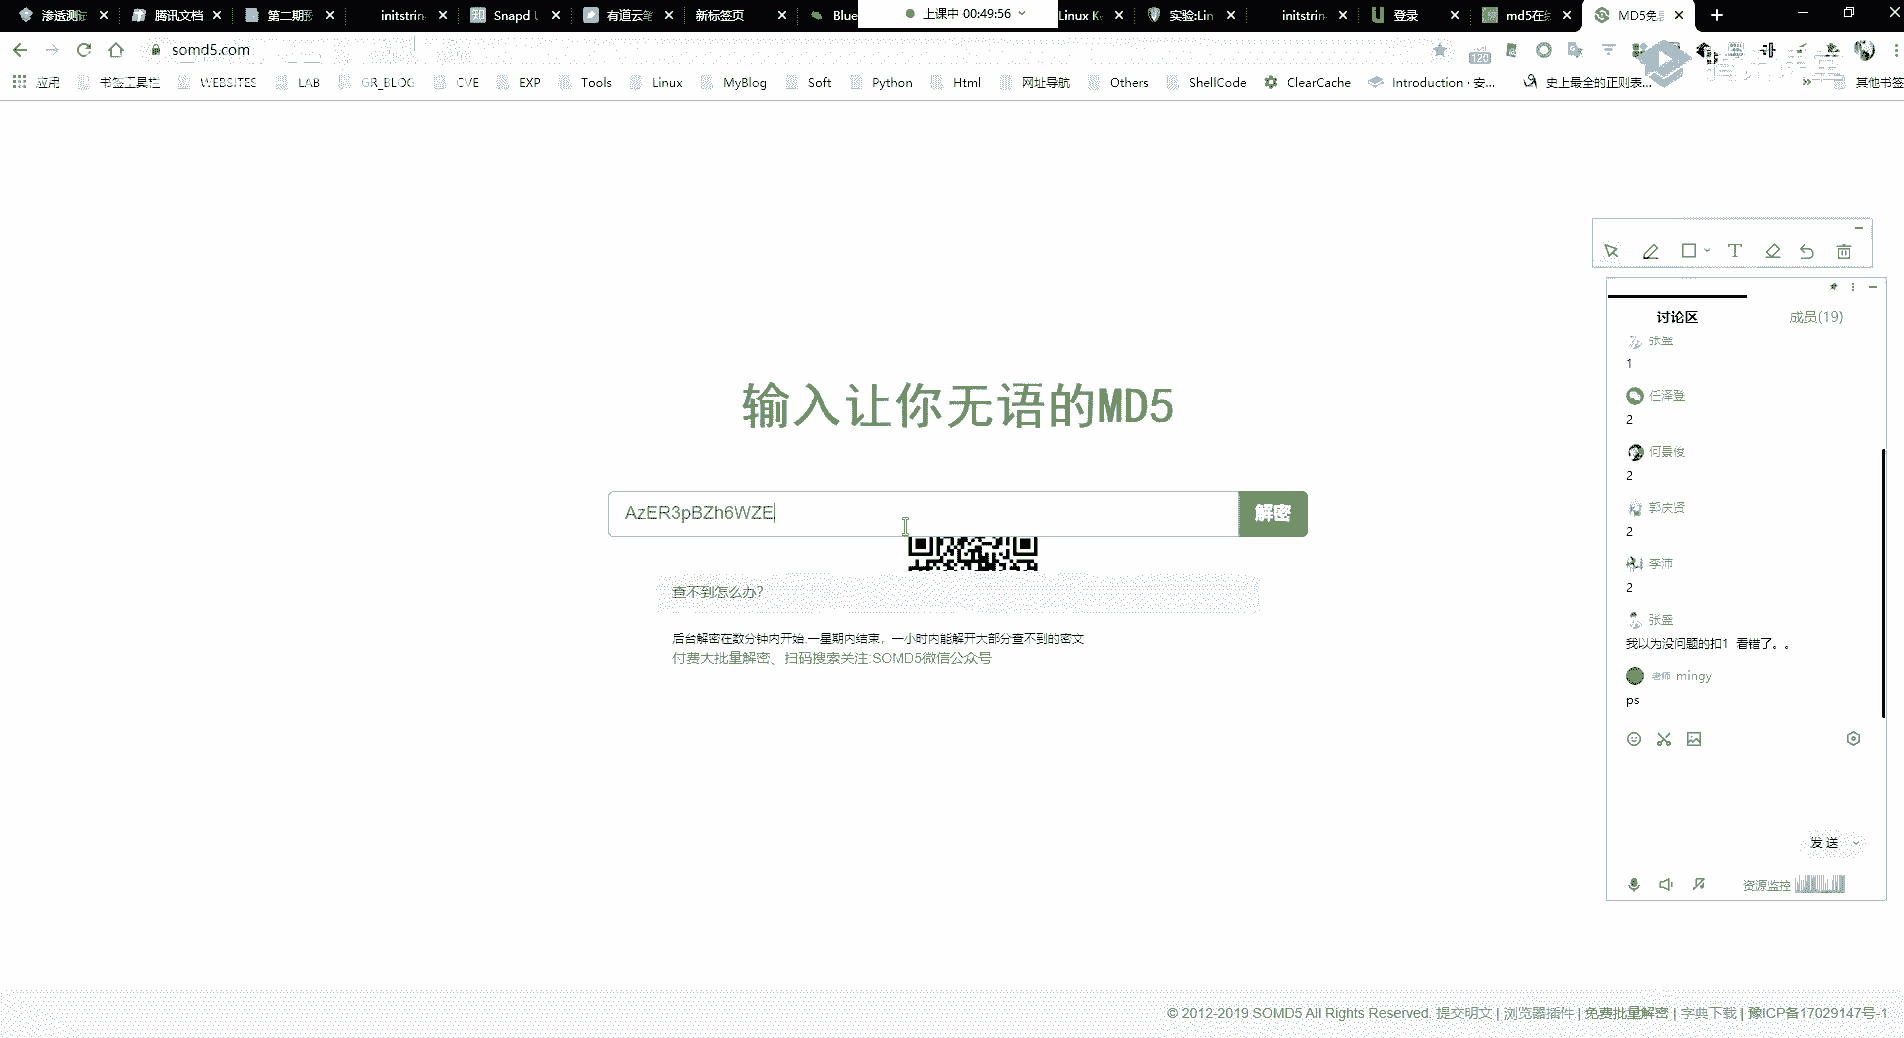 渗透测
腾讯文档
第二期
initstrin
Snapd
有道云笔
新标签页
Blue
上课中 00:49:56
Linux K
实验:Lin
initstrin
登录
md5在
MD5免
somd5.com
120
应用
书签工具栏
WEBSITES
LAB
GR_BLOG
CVE
EXP
Tools
Linux
MyBlog
Soft
Python
Html
网址导航
Others
ShellCode
ClearCache
Introduction · 安...
史上最全的正则表...
»
其他书签
输入让你无语的MD5
AzER3pBZh6WZE
解密
查不到怎么办?
后台解密在数分钟内开始,一星期内结束，一小时内能解开大部分查不到的密文
付费大批量解密、扫码搜索关注:SOMD5微信公众号
讨论区
成员(19)
张筌
1
任泽登
2
何景俊
2
郭庆贤
2
季沛
2
张筌
我以为没问题的扣1 看错了。。
老师 mingy
ps
发送
资源监控
© 2012-2019 SOMD5 All Rights Reserved. 提交明文 | 浏览器插件 | 免费批量解密 | 字典下载 | 豫ICP备17029147号-1